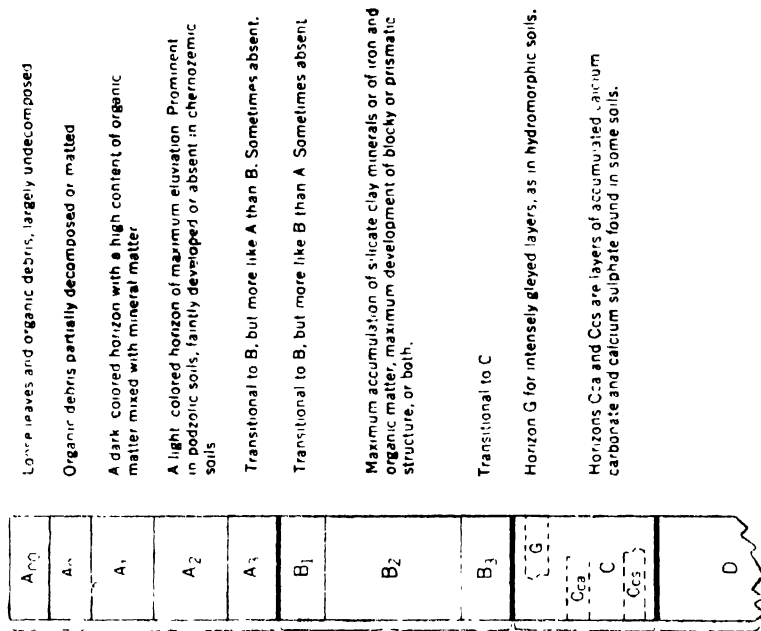 Loose leaves and organic debris, largely undecomposed
Organic debris partially decomposed or matted
A dark colored horizon with a high content of organic
matter mixed with mineral matter
A light colored horizon of maximum eluviation Prominent
in podzolic soils, faintly developed or absent in chernozemic
soils
Transitional to B, but more like A than B. Sometimes absent.
Transitional to B, but more like B than A Sometimes absent
Maximum accumulation of silicate clay minerals or of iron and
organic matter, maximum development of blocky or prismatic
structure, or both.
Transitional to C
Horizon G for intensely gleyed layers, as in hydromorphic soils.
Horizons Cca and Ccs are layers of accumulated calcium
carbonate and calcium sulphate found in some soils.
A00
A0
A1
A2
A3
B1
B2
B3
G
Cca
C
Ccs
D